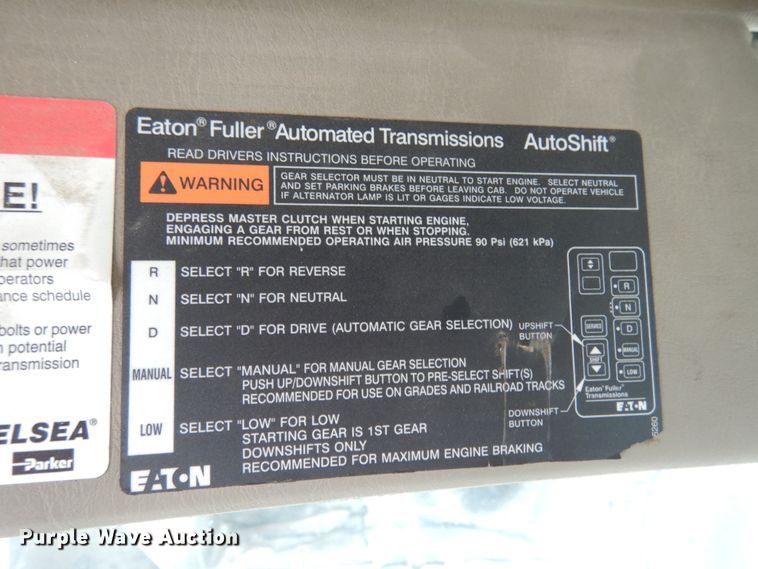 E!
sometimes
hat power
perators
ance schedule
bolts or power
n potential
ransmission
ELSEA®
Parker
Eaton® Fuller® Automated Transmissions AutoShift®
READ DRIVERS INSTRUCTIONS BEFORE OPERATING
WARNING
GEAR SELECTOR MUST BE IN NEUTRAL TO START ENGINE. SELECT NEUTRAL
AND SET PARKING BRAKES BEFORE LEAVING CAB. DO NOT OPERATE VEHICLE
IF ALTERNATOR LAMP IS LIT OR GAGES INDICATE LOW VOLTAGE.
DEPRESS MASTER CLUTCH WHEN STARTING ENGINE,
ENGAGING A GEAR FROM REST OR WHEN STOPPING.
MINIMUM RECOMMENDED OPERATING AIR PRESSURE 90 Psi (621 kPa)
R SELECT "R" FOR REVERSE
N SELECT "N" FOR NEUTRAL
D SELECT "D" FOR DRIVE (AUTOMATIC GEAR SELECTION)
MANUAL SELECT "MANUAL" FOR MANUAL GEAR SELECTION
PUSH UP/DOWNSHIFT BUTTON TO PRE-SELECT SHIFT(S)
RECOMMENDED FOR USE ON GRADES AND RAILROAD TRACKS
LOW SELECT "LOW" FOR LOW
STARTING GEAR IS 1ST GEAR
DOWNSHIFTS ONLY
RECOMMENDED FOR MAXIMUM ENGINE BRAKING
UPSHIFT
BUTTON
DOWNSHIFT
BUTTON
R
N
SERVICE
D
SHIFT
MANUAL
LOW
Eaton® Fuller®
Transmissions
EATON
EATON
5260
Purple Wave Auction